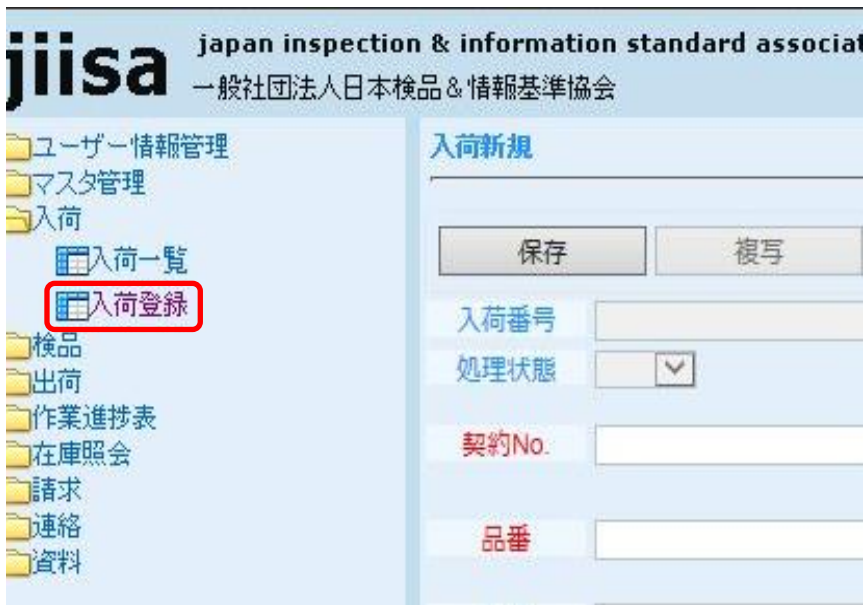 jiisa
japan inspection & information standard associat
一般社団法人日本検品&情報基準協会
ユーザー情報管理
マスタ管理
入荷
入荷一覧
入荷登録
検品
出荷
作業進捗表
在庫照会
請求
連絡
資料
入荷新規
保存 複写
入荷番号
処理状態
契約No.
品番